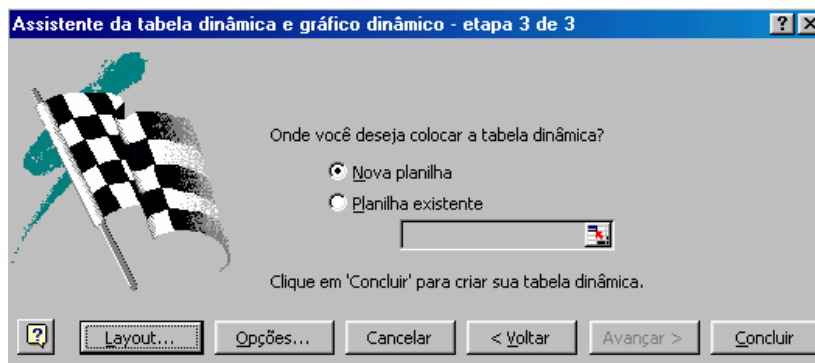 Assistente da tabela dinâmica e gráfico dinâmico - etapa 3 de 3
Onde você deseja colocar a tabela dinâmica?
Nova planilha
Planilha existente
Clique em 'Concluir' para criar sua tabela dinâmica.
Layout... Opções... Cancelar < Voltar Avançar > Concluir